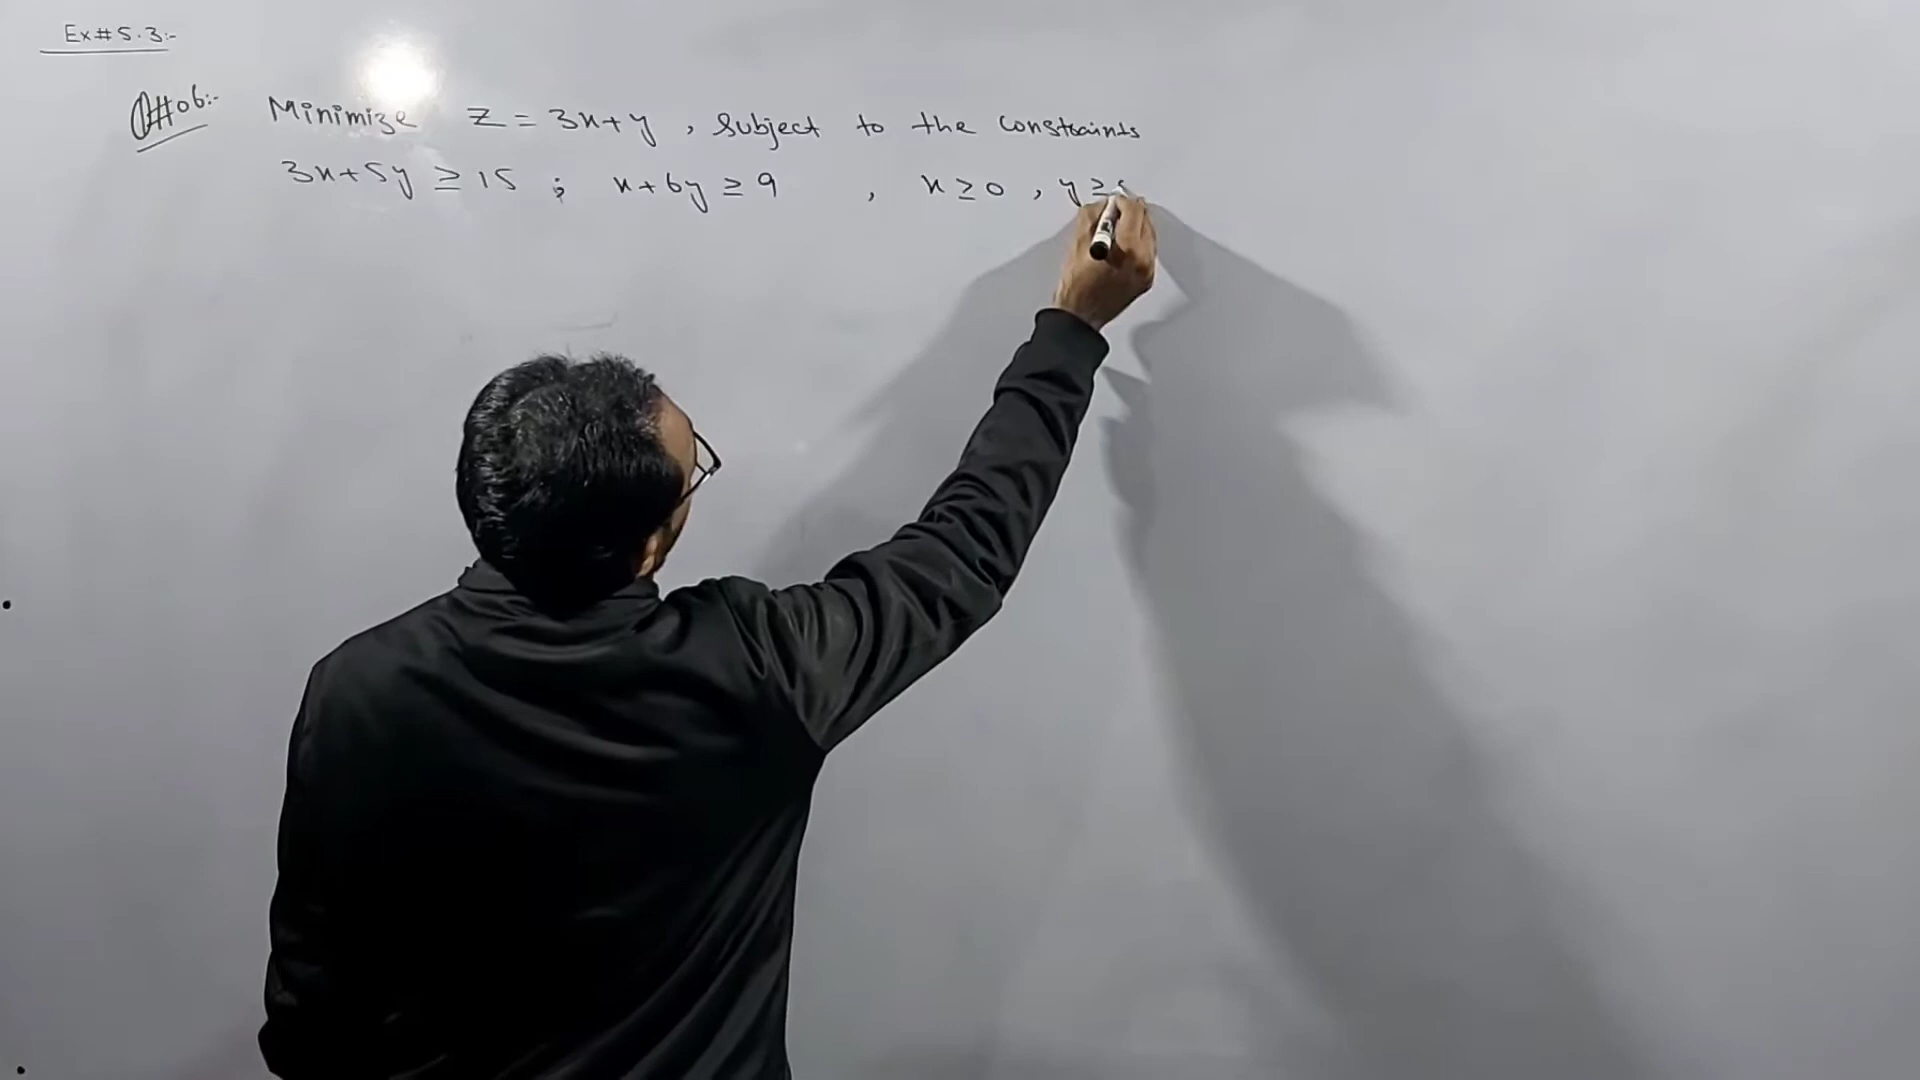 Ex#5.3:-
Q#06:- Minimize Z = 3x+y , Subject to the constraints
3x+5y ≥ 15 ; x+6y ≥ 9 , x ≥ 0 , y ≥